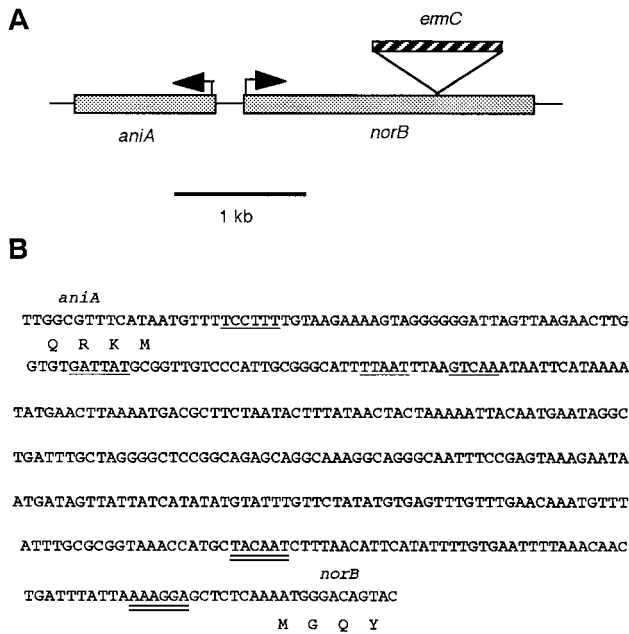 A
ermC
aniA
norB
1 kb
B
aniA
TTGGCGTTTCATAATGTTTTCCTTTTGTAAGAAAAGTAGGGGGGATTAGTTAAGAACTTG
Q R K M
GTGTGATTATGCGGTTGTCCCATTGCGGGCATTTTAATTTAAGTCAAATAATTCATAAAA
TATGAACTTAAAATGACGCTTCTAATACTTTATAACTACTAAAAATTACAATGAATAGGC
TGATTTGCTAGGGGCTCCGGCAGAGCAGGCAAAGGCAGGGCAATTTCCGAGTAAAGAATA
ATGATAGTTATTATCATATATGTATTTGTTCTATATGTGAGTTTGTTTGAACAAATGTTT
ATTTGCGCGGTAAACCATGCTACAATCTTTAACATTCATATTTTGTGAATTTTAAACAAC
norB
TGATTTATTAAAAGGAGCTCTCAAAATGGGACAGTAC
M G Q Y